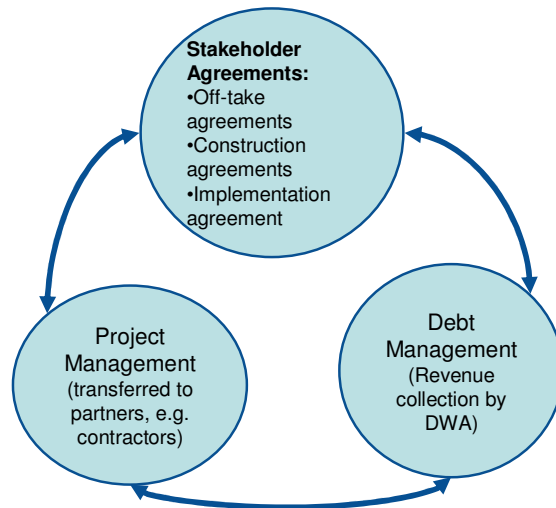 Stakeholder
Agreements:
•Off-take
agreements
•Construction
agreements
•Implementation
agreement
Project
Management
(transferred to
partners, e.g.
contractors)
Debt
Management
(Revenue
collection by
DWA)